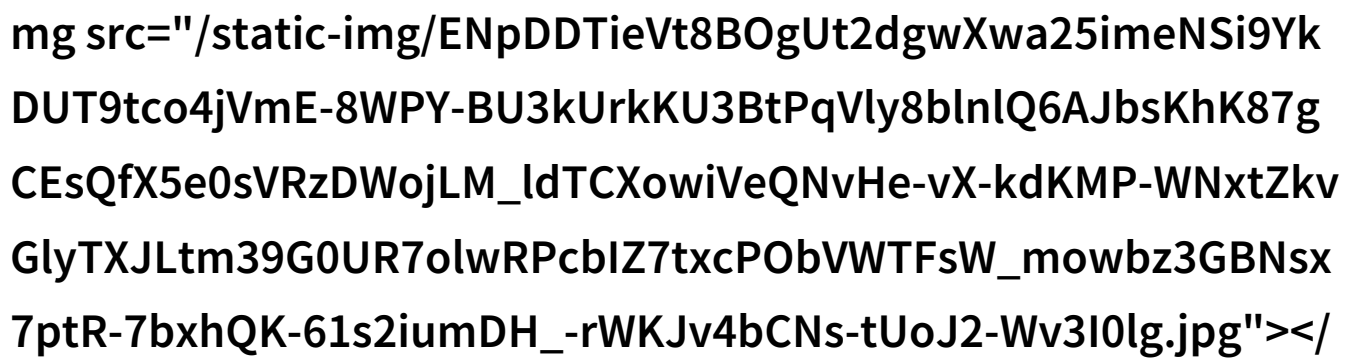 mg src="/static-img/ENpDDTieVt8BOgUt2dgwXwa25imeNSi9Yk
DUT9tco4jVmE-8WPY-BU3kUrkKU3BtPqVly8blnlQ6AJbsKhK87g
CEsQfX5e0sVRzDWojLM_ldTCXowiVeQNvHe-vX-kdKMP-WNxtZkv
GlyTXJLtm39G0UR7olwRPcbIZ7txcPObVWTFsW_mowbz3GBNsx
7ptR-7bxhQK-61s2iumDH_-rWKJv4bCNs-tUoJ2-Wv3I0lg.jpg"></